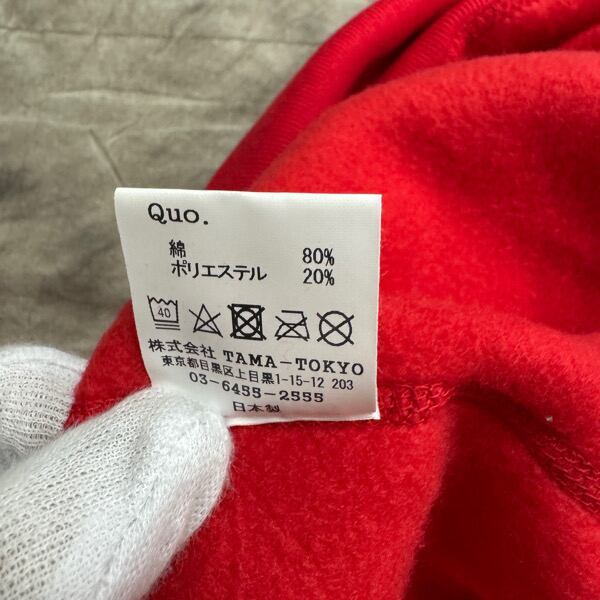 Quo.
綿 80%
ポリエステル 20%
40
株式会社 TAMA-TOKYO
東京都目黒区上目黒1-15-12 203
03-6455-2555
日本製